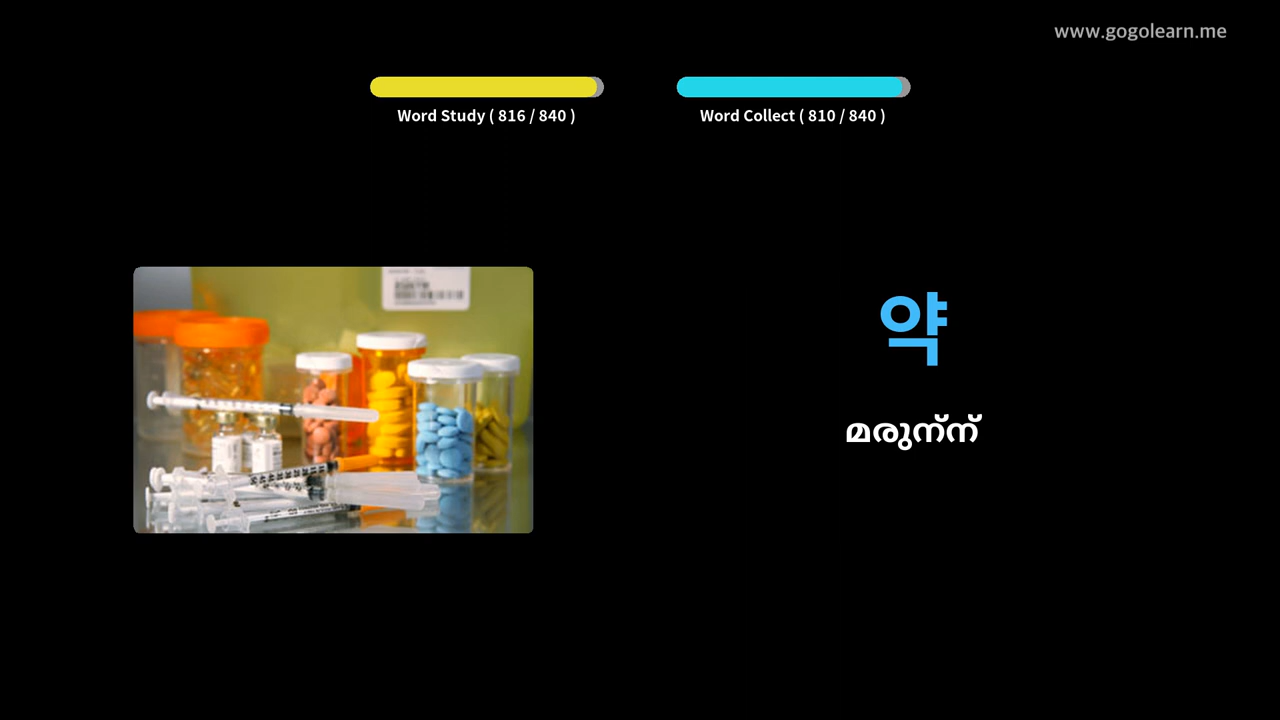 www.gogolearn.me
Word Study ( 816 / 840 )
Word Collect ( 810 / 840 )
약
മരുന്ന്